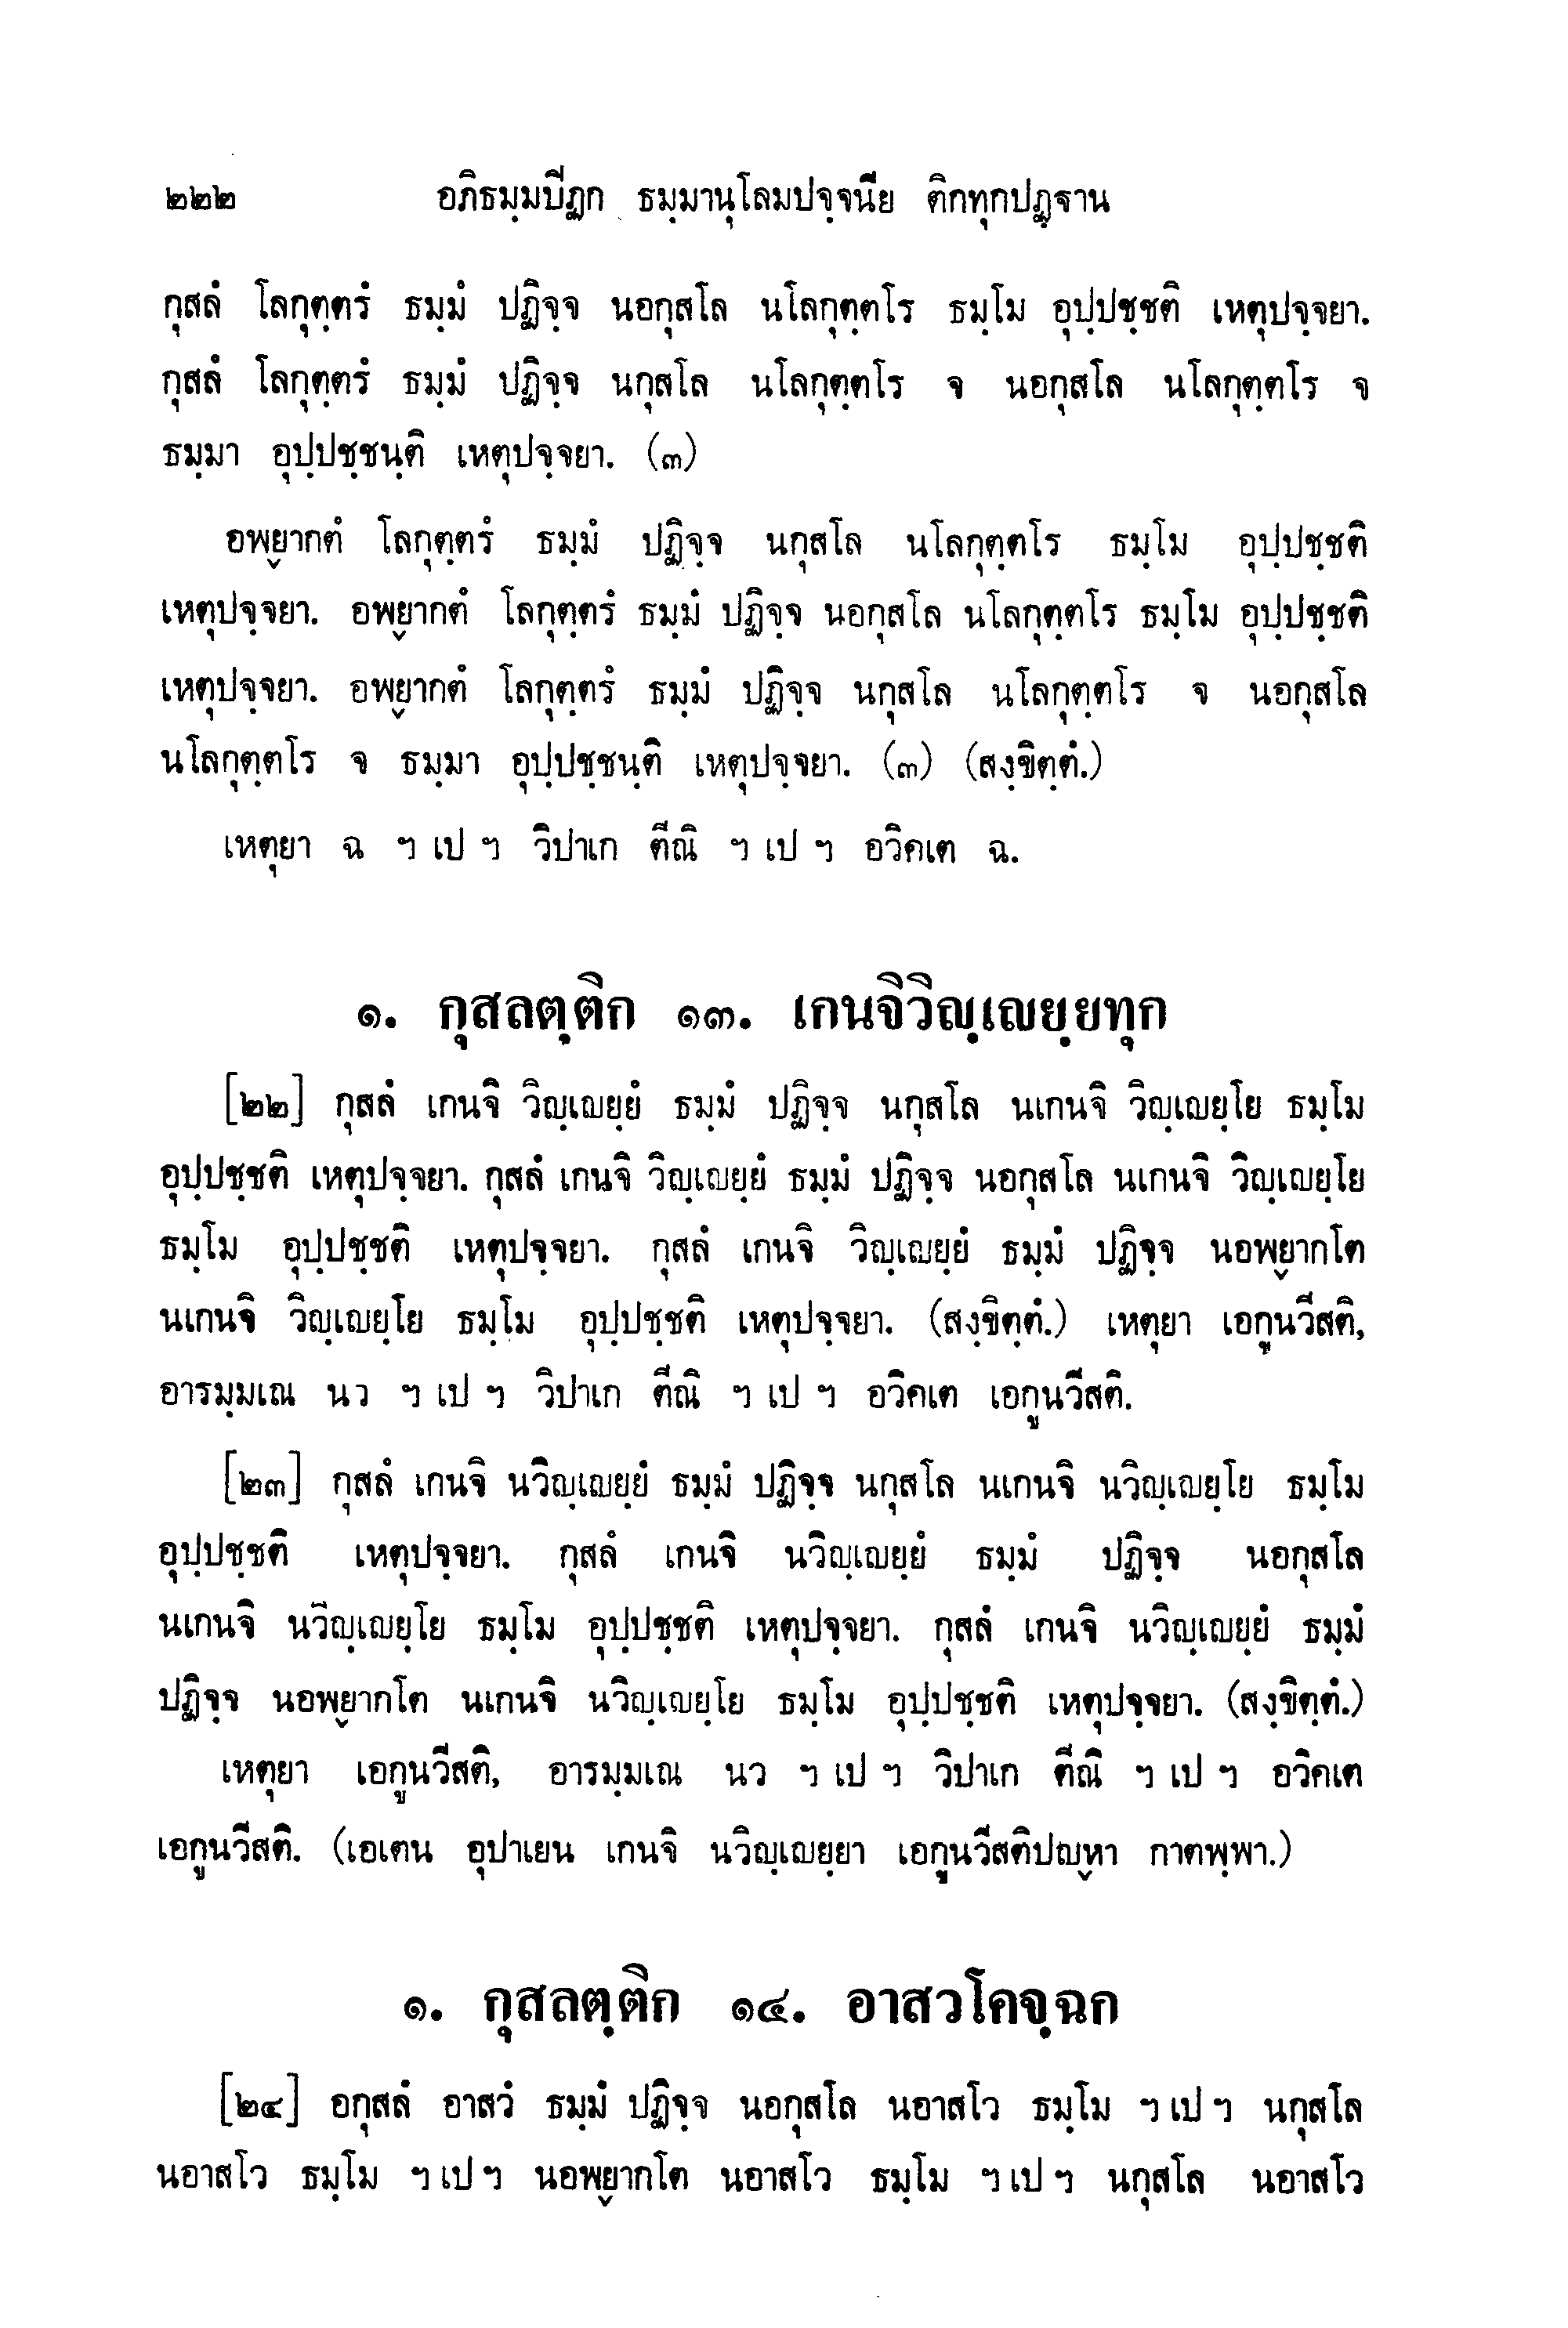 ๒๒๒ อภิธมฺมปีฏก ธมฺมานุโลมปจฺจนีย ติกทุกปฏฺฐาน
กุสลํ โลกุตฺตรํ ธมฺมํ ปฏิจฺจ นอกุสโล นโลกุตฺตโร ธมฺโม อุปฺปชฺชติ เหตุปจฺจยา.
กุสลํ โลกุตฺตรํ ธมฺมํ ปฏิจฺจ นกุสโล นโลกุตฺตโร จ นอกุสโล นโลกุตฺตโร จ
ธมฺมา อุปฺปชฺชนฺติ เหตุปจฺจยา. (๓)
อพฺยากตํ โลกุตฺตรํ ธมฺมํ ปฏิจฺจ นกุสโล นโลกุตฺตโร ธมฺโม อุปฺปชฺชติ
เหตุปจฺจยา. อพฺยากตํ โลกุตฺตรํ ธมฺมํ ปฏิจฺจ นอกุสโล นโลกุตฺตโร ธมฺโม อุปฺปชฺชติ
เหตุปจฺจยา. อพฺยากตํ โลกุตฺตรํ ธมฺมํ ปฏิจฺจ นกุสโล นโลกุตฺตโร จ นอกุสโล
นโลกุตฺตโร จ ธมฺมา อุปฺปชฺชนฺติ เหตุปจฺจยา. (๓) (สงฺขิตฺตํ.)
เหตุยา ฉ ฯ เป ฯ วิปาเก ตีณิ ฯ เป ฯ อวิคเต ฉ.
๑. กุสลตฺติก ๑๓. เกนจิวิญฺเญยฺยทุก
[๒๒] กุสลํ เกนจิ วิญฺเญยฺยํ ธมฺมํ ปฏิจฺจ นกุสโล นเกนจิ วิญฺเญยฺโย ธมฺโม
อุปฺปชฺชติ เหตุปจฺจยา. กุสลํ เกนจิ วิญฺเญยฺยํ ธมฺมํ ปฏิจฺจ นอกุสโล นเกนจิ วิญฺเญยฺโย
ธมฺโม อุปฺปชฺชติ เหตุปจฺจยา. กุสลํ เกนจิ วิญฺเญยฺยํ ธมฺมํ ปฏิจฺจ นอพฺยากโต
นเกนจิ วิญฺเญยฺโย ธมฺโม อุปฺปชฺชติ เหตุปจฺจยา. (สงฺขิตฺตํ.) เหตุยา เอกูนวีสติ,
อารมฺมเณ นว ฯ เป ฯ วิปาเก ตีณิ ฯ เป ฯ อวิคเต เอกูนวีสติ.
[๒๓] กุสลํ เกนจิ นวิญฺเญยฺยํ ธมฺมํ ปฏิจฺจ นกุสโล นเกนจิ นวิญฺเญยฺโย ธมฺโม
อุปฺปชฺชติ เหตุปจฺจยา. กุสลํ เกนจิ นวิญฺเญยฺยํ ธมฺมํ ปฏิจฺจ นอกุสโล
นเกนจิ นวิญฺเญยฺโย ธมฺโม อุปฺปชฺชติ เหตุปจฺจยา. กุสลํ เกนจิ นวิญฺเญยฺยํ ธมฺมํ
ปฏิจฺจ นอพฺยากโต นเกนจิ นวิญฺเญยฺโย ธมฺโม อุปฺปชฺชติ เหตุปจฺจยา. (สงฺขิตฺตํ.)
เหตุยา เอกูนวีสติ, อารมฺมเณ นว ฯ เป ฯ วิปาเก ตีณิ ฯ เป ฯ อวิคเต
เอกูนวีสติ. (เอเตน อุปาเยน เกนจิ นวิญฺเญยฺยา เอกูนวีสติปญฺหา กาตพฺพา.)
๑. กุสลตฺติก ๑๔. อาสวโคจฺฉก
[๒๔] อกุสลํ อาสวํ ธมฺมํ ปฏิจฺจ นอกุสโล นอาสโว ธมฺโม ฯ เป ฯ นกุสโล
นอาสโว ธมฺโม ฯ เป ฯ นอพฺยากโต นอาสโว ธมฺโม ฯ เป ฯ นกุสโล นอาสโว